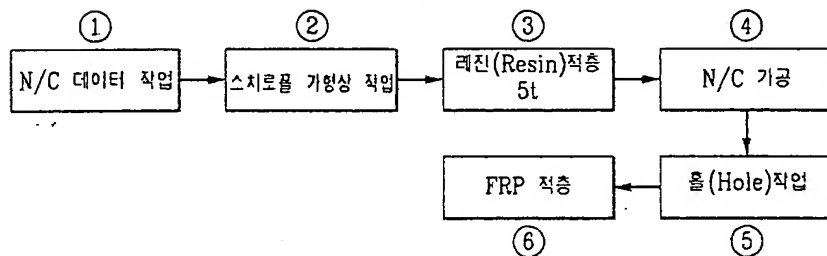 ① ② ③ ④
N/C 데이터 작업
스치로폴 가형상 작업
레진(Resin)적층
5t
N/C 가공
FRP 적층
홀(Hole)작업
⑥ ⑤